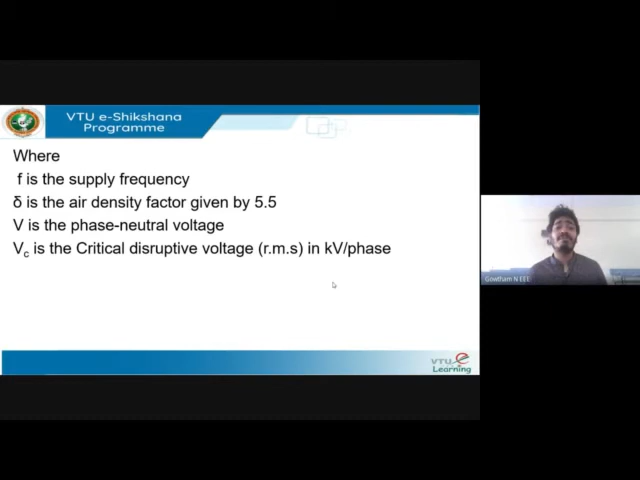 VTU e-Shikshana
Programme
Where
f is the supply frequency
δ is the air density factor given by 5.5
V is the phase-neutral voltage
Vc is the Critical disruptive voltage (r.m.s) in kV/phase
VTU e
Learning
Gowtham N EEE